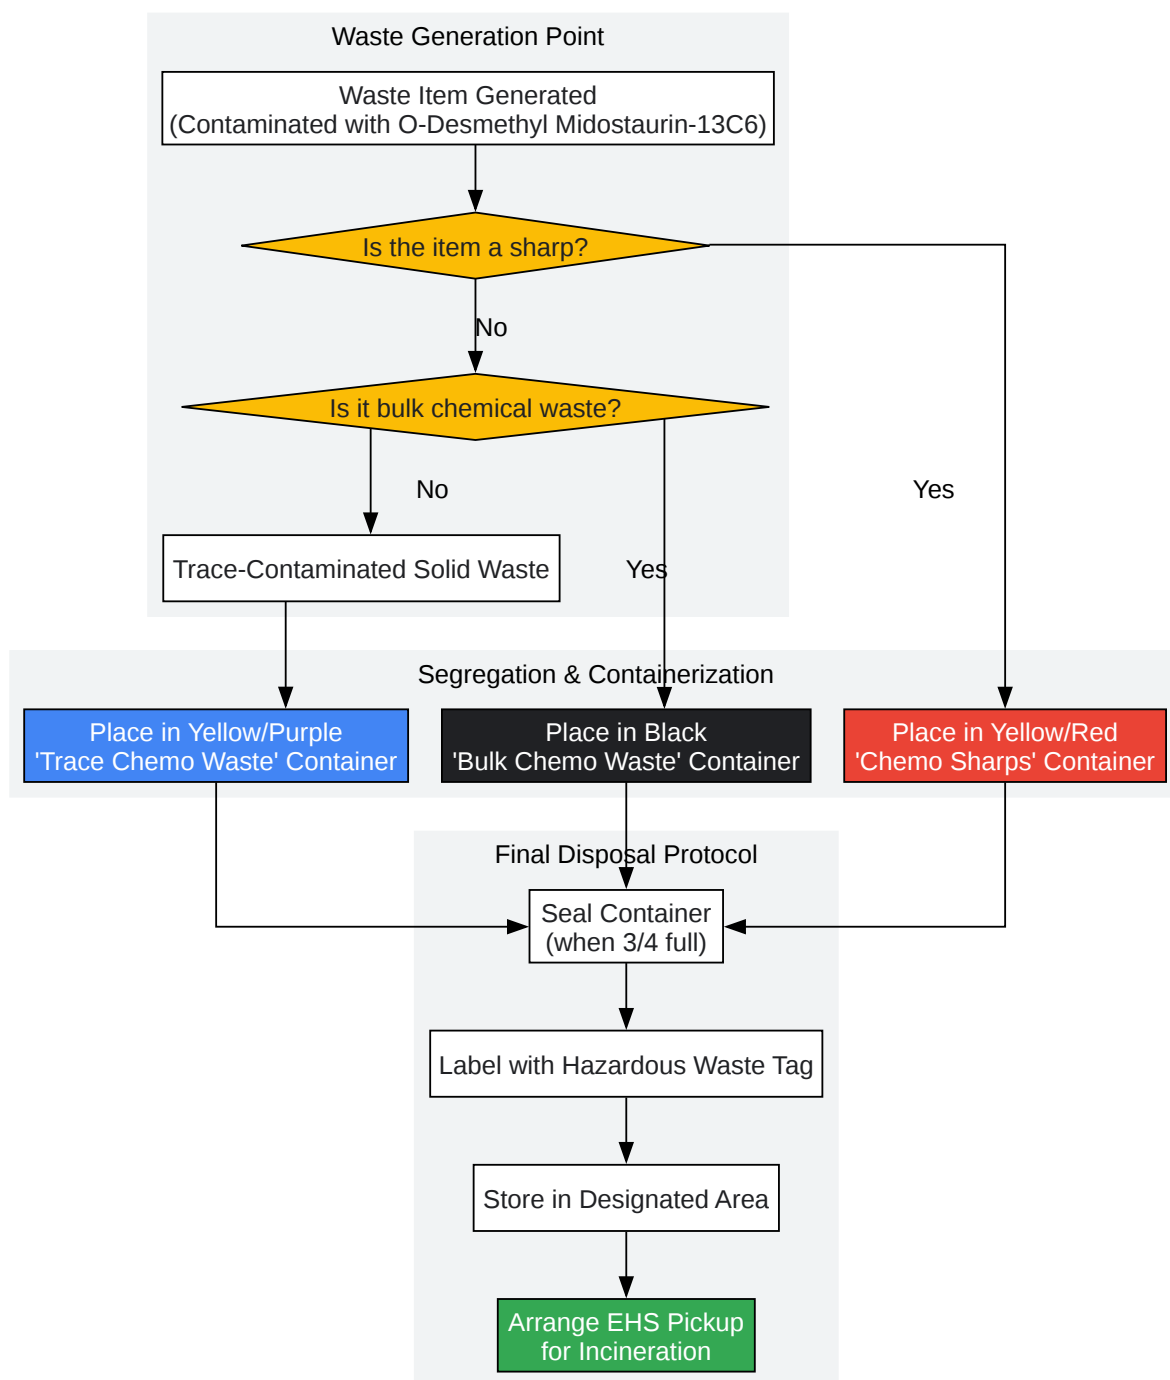 Waste Generation Point
Waste Item Generated
(Contaminated with O-Desmethyl Midostaurin-13C6)
Is the item a sharp?
No
Is it bulk chemical waste?
No
Yes
Trace-Contaminated Solid Waste
Yes
Segregation & Containerization
Place in Yellow/Purple
'Trace Chemo Waste' Container
Place in Black
'Bulk Chemo Waste' Container
Place in Yellow/Red
'Chemo Sharps' Container
Final Disposal Protocol
Seal Container
(when 3/4 full)
Label with Hazardous Waste Tag
Store in Designated Area
Arrange EHS Pickup
for Incineration